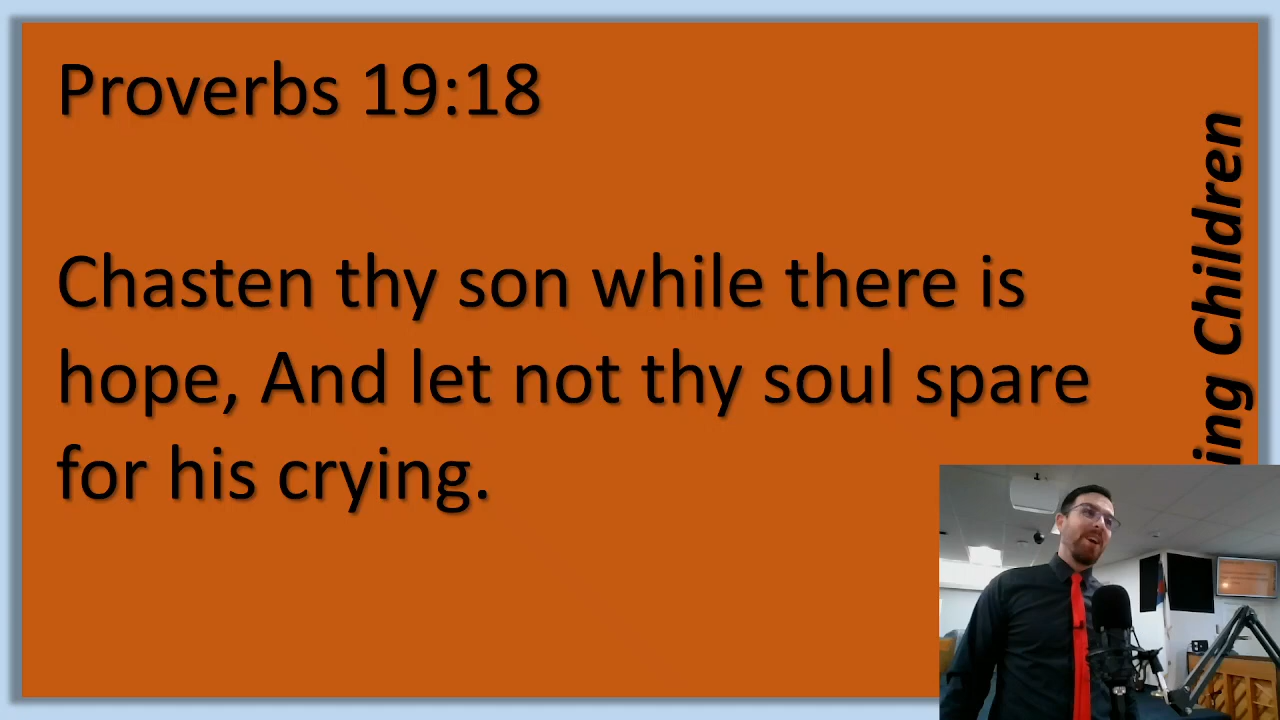 Proverbs 19:18
Chasten thy son while there is
hope, And let not thy soul spare
for his crying.
ing Children